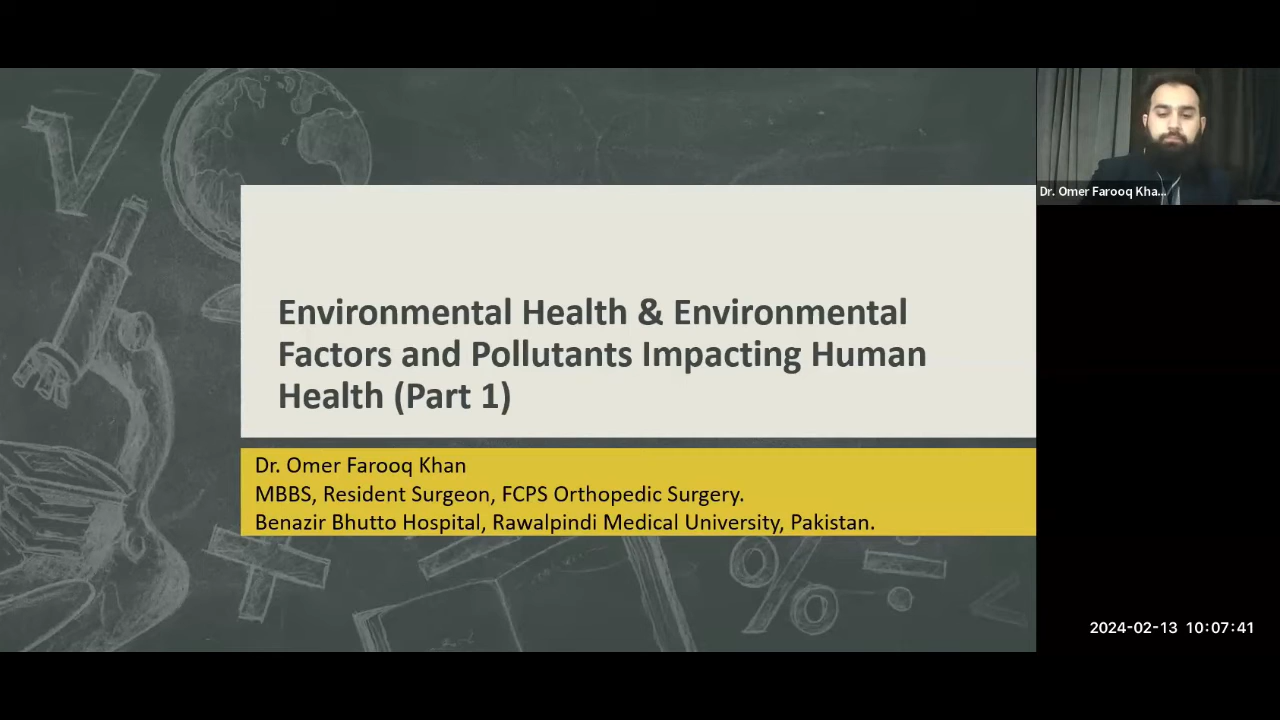 Environmental Health & Environmental
Factors and Pollutants Impacting Human
Health (Part 1)
Dr. Omer Farooq Khan
MBBS, Resident Surgeon, FCPS Orthopedic Surgery.
Benazir Bhutto Hospital, Rawalpindi Medical University, Pakistan.
Dr. Omer Farooq Kha...
2024-02-13 10:07:41